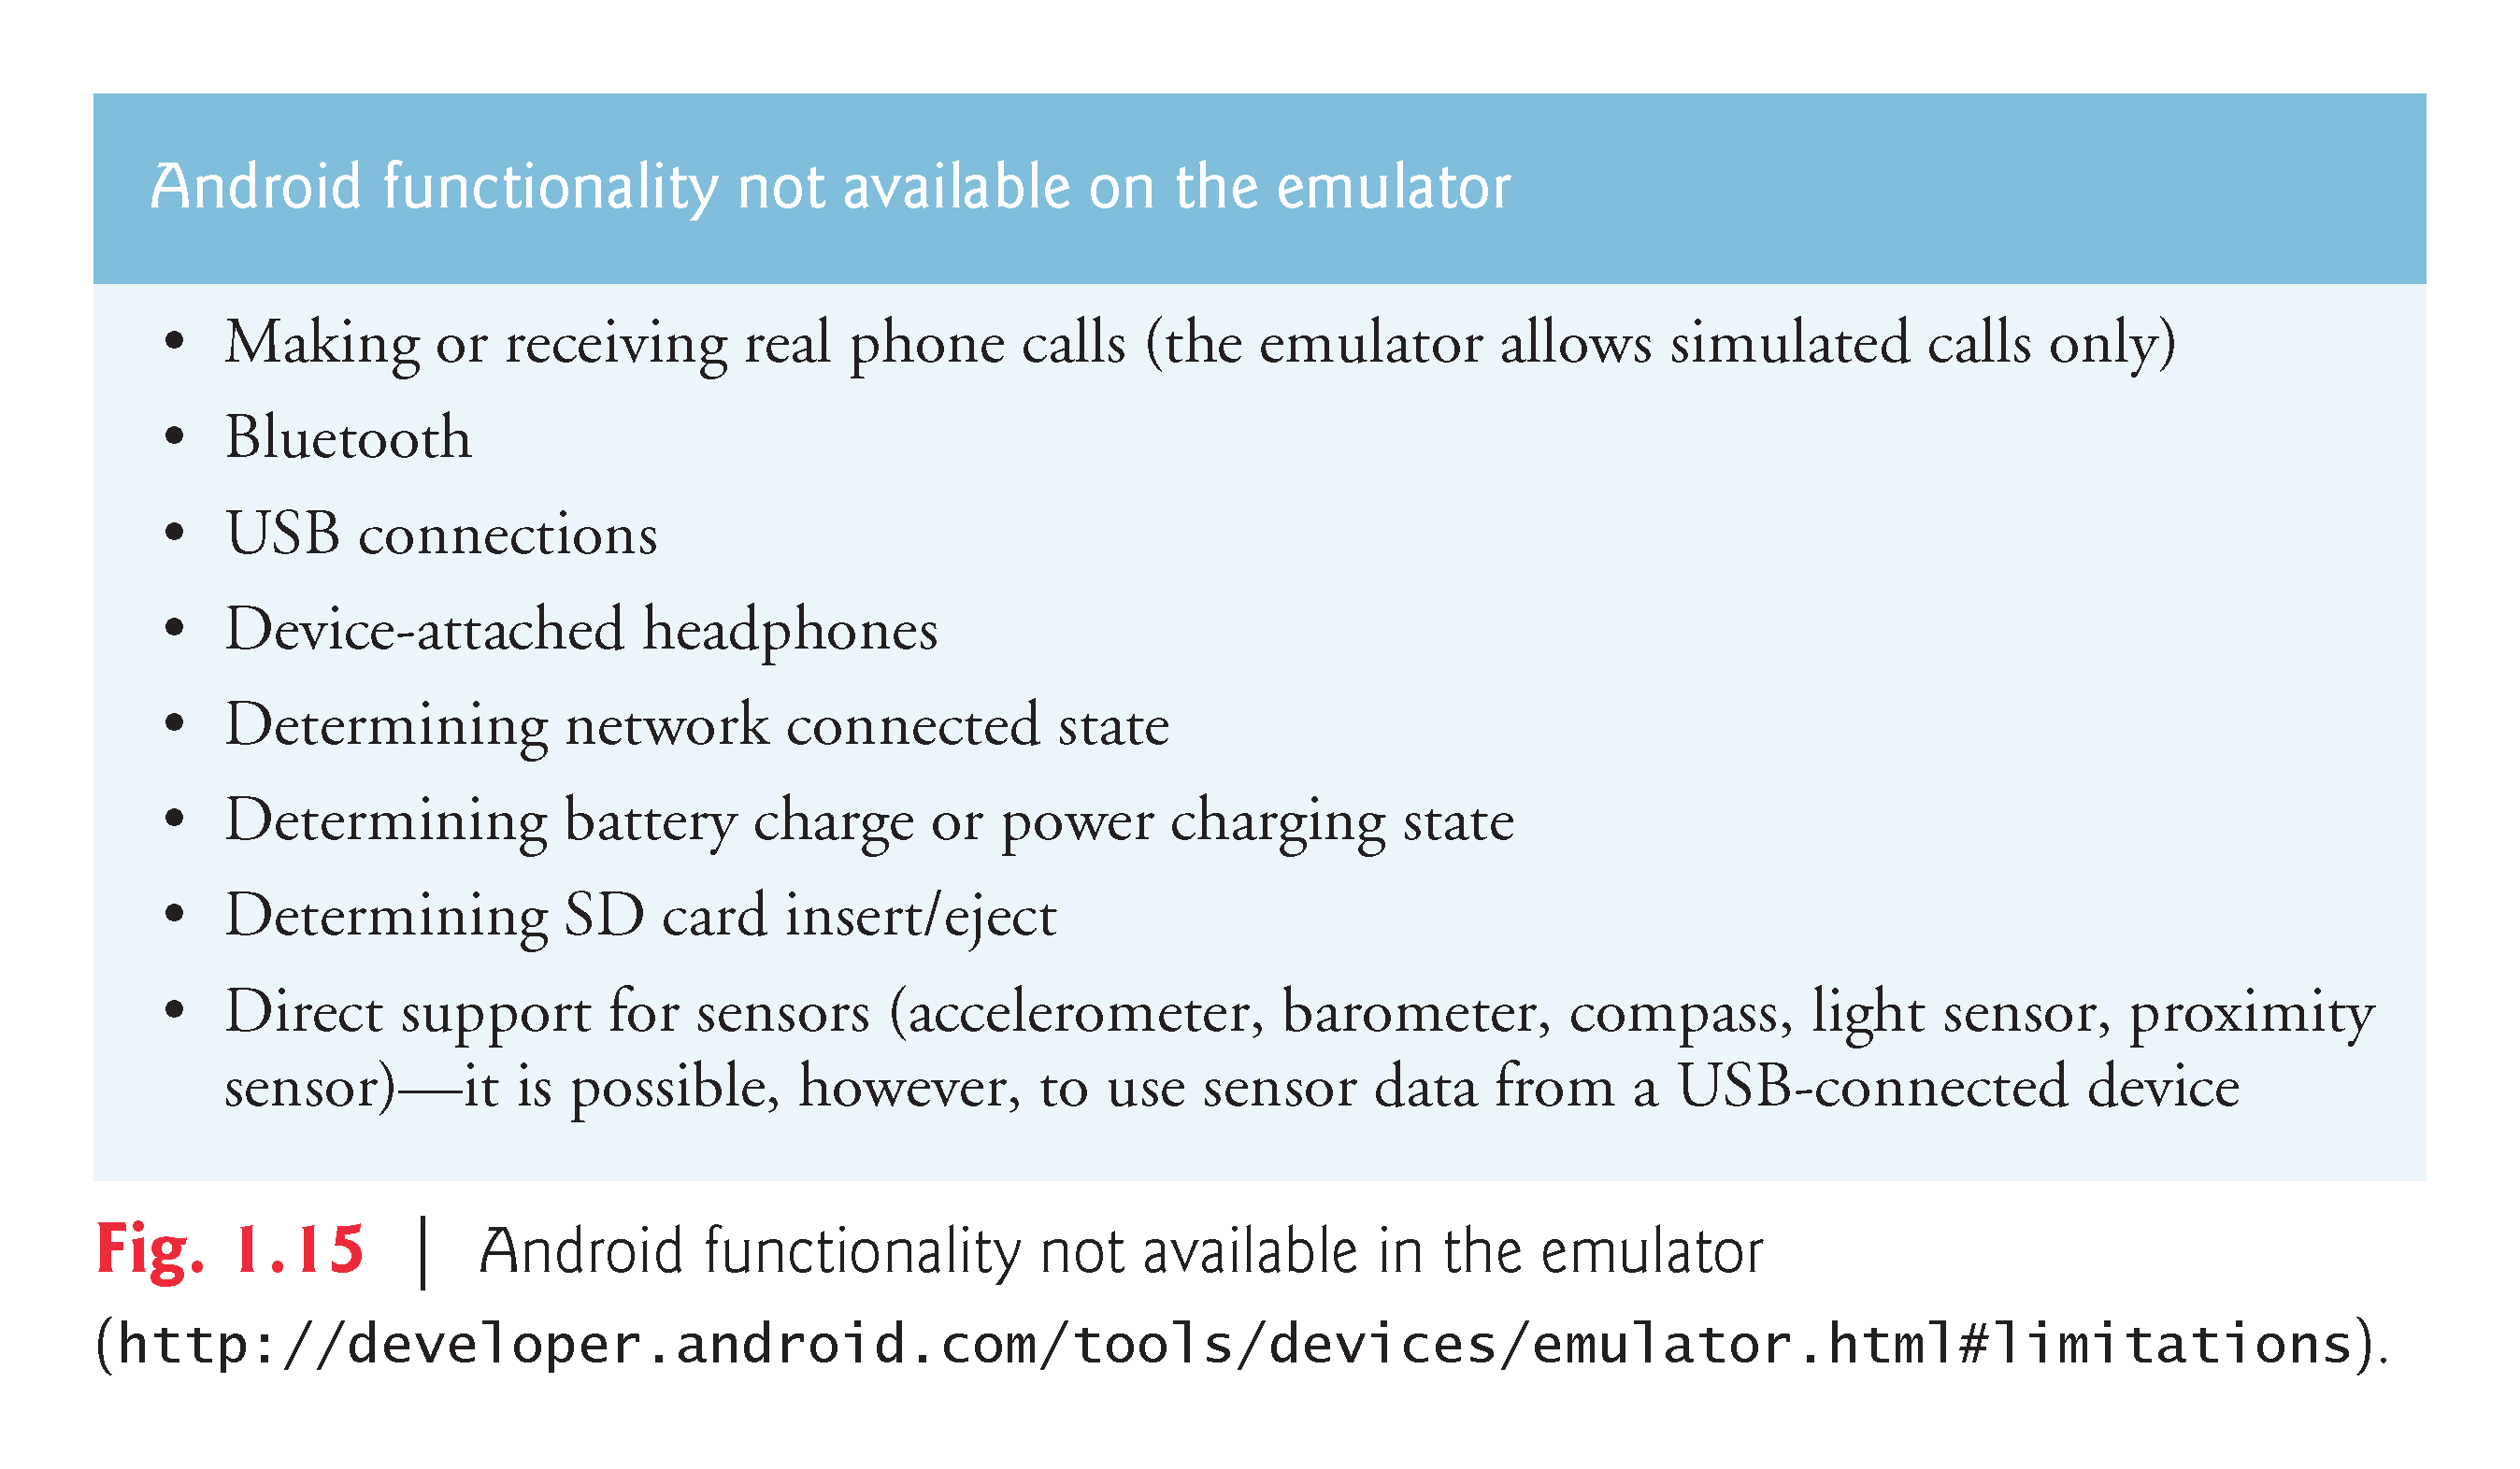 Android functionality not available on the emulator
• Making or receiving real phone calls (the emulator allows simulated calls only)
• Bluetooth
• USB connections
• Device-attached headphones
• Determining network connected state
• Determining battery charge or power charging state
• Determining SD card insert/eject
• Direct support for sensors (accelerometer, barometer, compass, light sensor, proximity
sensor)—it is possible, however, to use sensor data from a USB-connected device
Fig. 1.15 | Android functionality not available in the emulator
(http://developer.android.com/tools/devices/emulator.html#limitations).